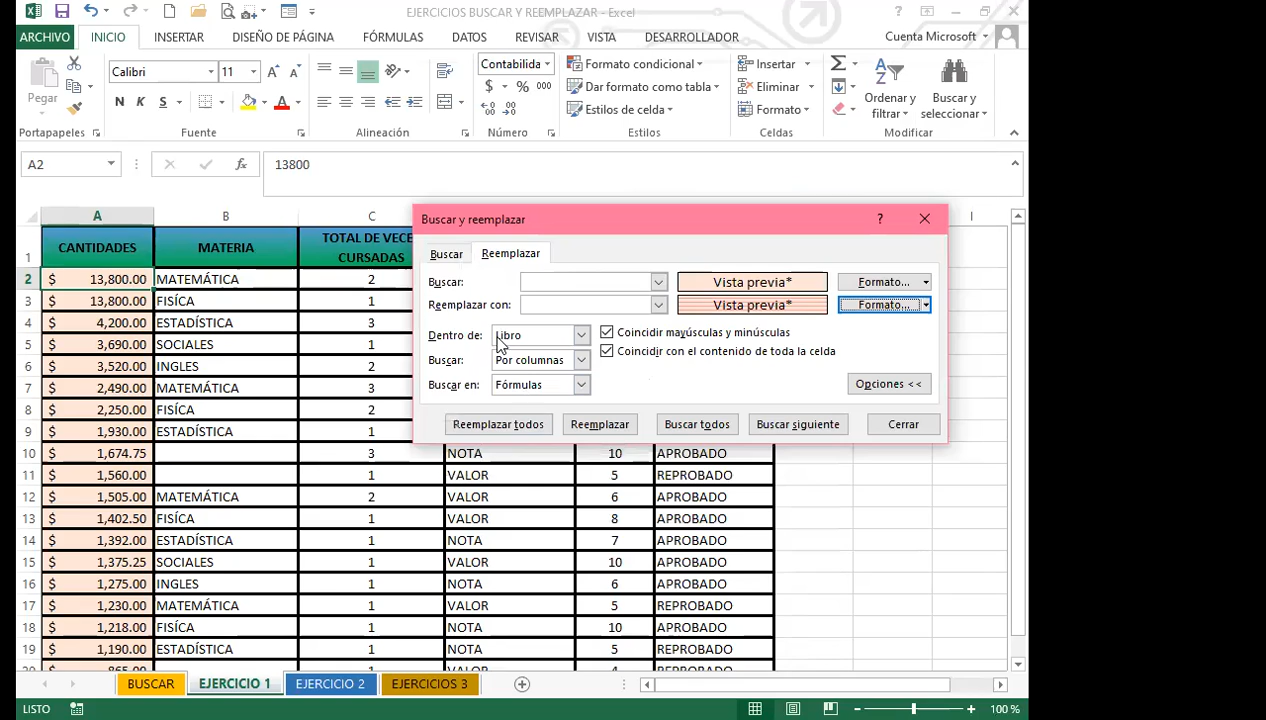 EJERCICIOS BUSCAR Y REEMPLAZAR - Excel
ARCHIVO INICIO INSERTAR DISEÑO DE PÁGINA FÓRMULAS DATOS REVISAR VISTA DESARROLLADOR Cuenta Microsoft
Pegar
Calibri 11
N K S
Contabilida
$ % 000
Formato condicional
Dar formato como tabla
Estilos de celda
Insertar
Eliminar
Formato
Ordenar y filtrar
Buscar y seleccionar
Portapapeles Fuente Alineación Número Estilos Celdas Modificar
A2 fx 13800
A B C I
1 CANTIDADES MATERIA TOTAL DE VECE
CURSADAS
2 $ 13,800.00 MATEMÁTICA 2
3 $ 13,800.00 FISÍCA 1
4 $ 4,200.00 ESTADÍSTICA 3
5 $ 3,690.00 SOCIALES 1
6 $ 3,520.00 INGLES 2
7 $ 2,490.00 MATEMÁTICA 3
8 $ 2,250.00 FISÍCA 2
9 $ 1,930.00 ESTADÍSTICA 1
10 $ 1,674.75 3 NOTA 10 APROBADO
11 $ 1,560.00 1 VALOR 5 REPROBADO
12 $ 1,505.00 MATEMÁTICA 2 VALOR 6 APROBADO
13 $ 1,402.50 FISÍCA 1 VALOR 8 APROBADO
14 $ 1,392.00 ESTADÍSTICA 1 NOTA 7 APROBADO
15 $ 1,375.25 SOCIALES 1 VALOR 10 APROBADO
16 $ 1,275.00 INGLES 1 NOTA 6 APROBADO
17 $ 1,230.00 MATEMÁTICA 1 VALOR 5 REPROBADO
18 $ 1,218.00 FISÍCA 1 NOTA 10 APROBADO
19 $ 1,190.00 ESTADÍSTICA 1 NOTA 5 REPROBADO
Buscar y reemplazar ?
Buscar Reemplazar
Buscar: Vista previa* Formato...
Reemplazar con: Vista previa* Formato...
Dentro de: Libro Coincidir mayúsculas y minúsculas
Buscar: Por columnas Coincidir con el contenido de toda la celda
Buscar en: Fórmulas Opciones <<
Reemplazar todos Reemplazar Buscar todos Buscar siguiente Cerrar
BUSCAR EJERCICIO 1 EJERCICIO 2 EJERCICIOS 3
LISTO 100 %